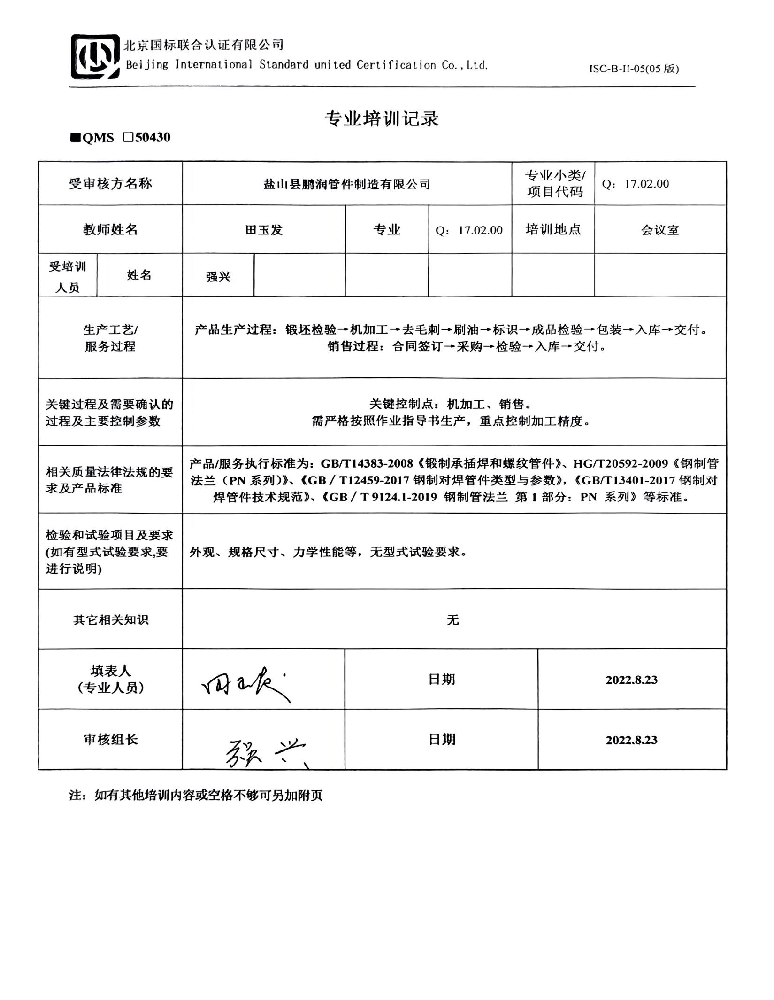 北京国标联合认证有限公司
Beijing International Standard united Certification Co.,Ltd.
ISC-B-II-05(05 版)
专业培训记录
■QMS □50430
受审核方名称
盐山县鹏润管件制造有限公司
专业小类/
项目代码
Q: 17.02.00
教师姓名
田玉发
专业
Q: 17.02.00
培训地点
会议室
受培训
人员
姓名
强兴
生产工艺/
服务过程
产品生产过程：锻坯检验→机加工→去毛刺→刷油→标识→成品检验→包装→入库→交付。
销售过程：合同签订→采购→检验→入库→交付。
关键过程及需要确认的
过程及主要控制参数
关键控制点：机加工、销售。
需严格按照作业指导书生产，重点控制加工精度。
相关质量法律法规的要
求及产品标准
产品/服务执行标准为：GB/T14383-2008《锻制承插焊和螺纹管件》、HG/T20592-2009《钢制管
法兰（PN 系列）》、《GB／T12459-2017 钢制对焊管件类型与参数》，《GB/T13401-2017 钢制对
焊管件技术规范》、《GB／T 9124.1-2019 钢制管法兰 第 1 部分：PN 系列》等标准。
检验和试验项目及要求
(如有型式试验要求,要
进行说明)
外观、规格尺寸、力学性能等，无型式试验要求。
其它相关知识
无
填表人
（专业人员）
田玉发
日期
2022.8.23
审核组长
强兴
日期
2022.8.23
注：如有其他培训内容或空格不够可另加附页